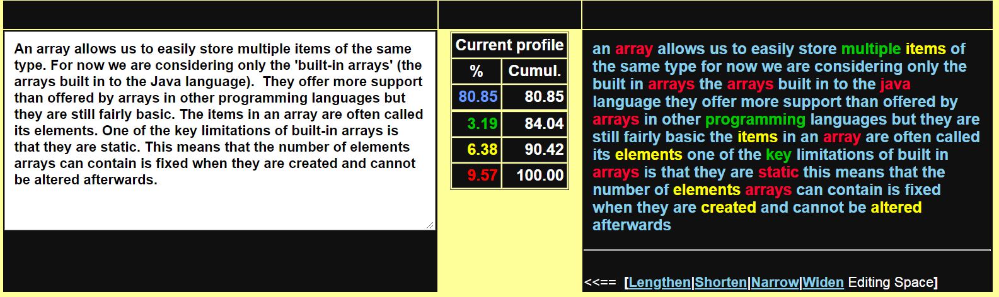 An array allows us to easily store multiple items of the same
type. For now we are considering only the 'built-in arrays' (the
arrays built in to the Java language).  They offer more support
than offered by arrays in other programming languages but
they are still fairly basic. The items in an array are often called
its elements. One of the key limitations of built-in arrays is
that they are static. This means that the number of elements
arrays can contain is fixed when they are created and cannot
be altered afterwards.
Current profile
% Cumul.
80.85 80.85
3.19 84.04
6.38 90.42
9.57 100.00
an array allows us to easily store multiple items of
the same type for now we are considering only the
built in arrays the arrays built in to the java
language they offer more support than offered by
arrays in other programming languages but they are
still fairly basic the items in an array are often called
its elements one of the key limitations of built in
arrays is that they are static this means that the
number of elements arrays can contain is fixed
when they are created and cannot be altered
afterwards
<<== [Lengthen|Shorten|Narrow|Widen Editing Space]